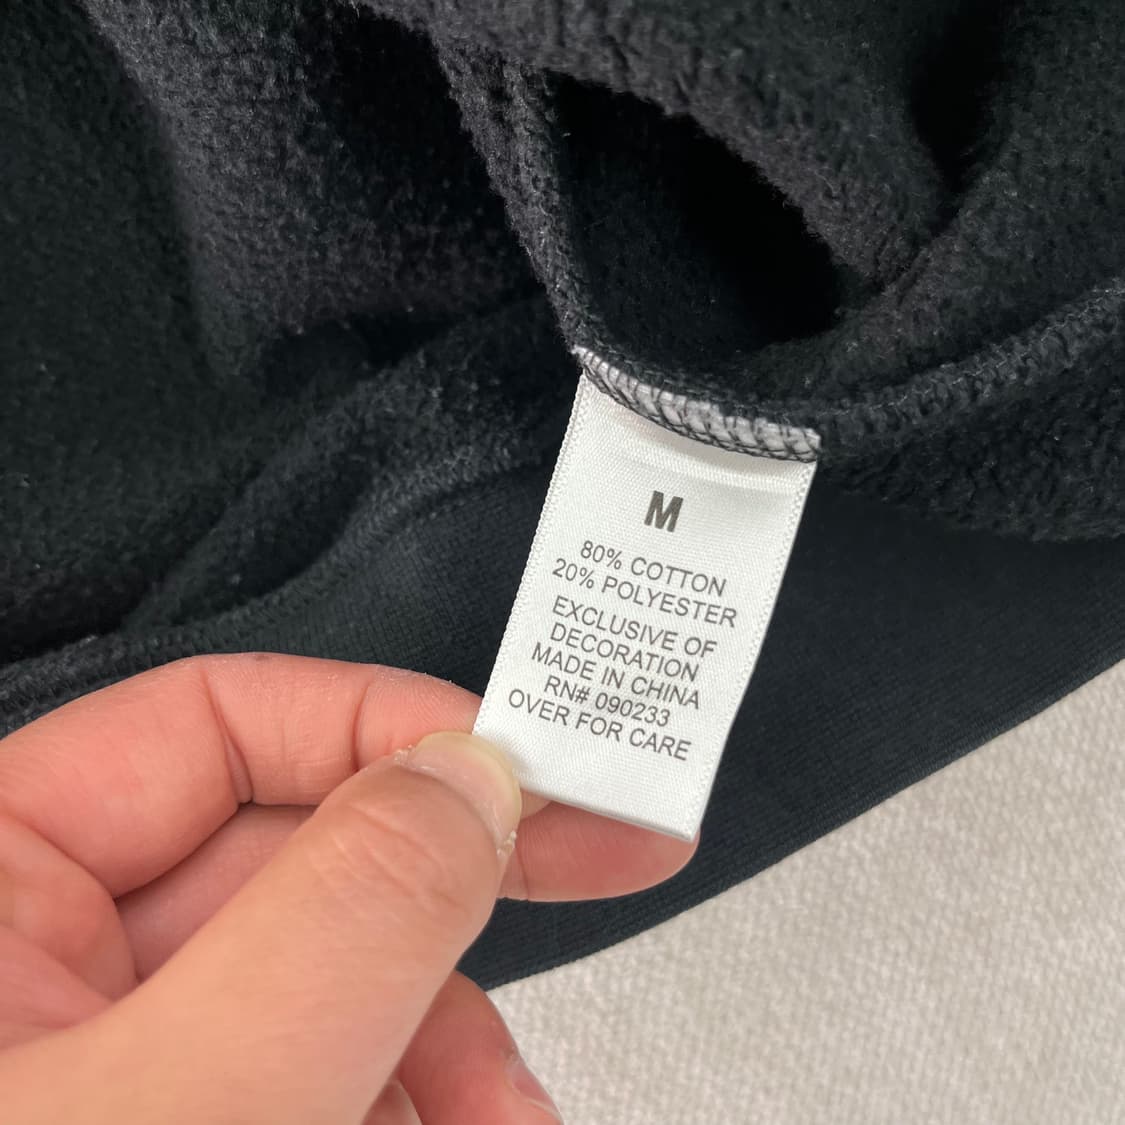 M
80% COTTON
20% POLYESTER
EXCLUSIVE OF
DECORATION
MADE IN CHINA
RN# 090233
OVER FOR CARE